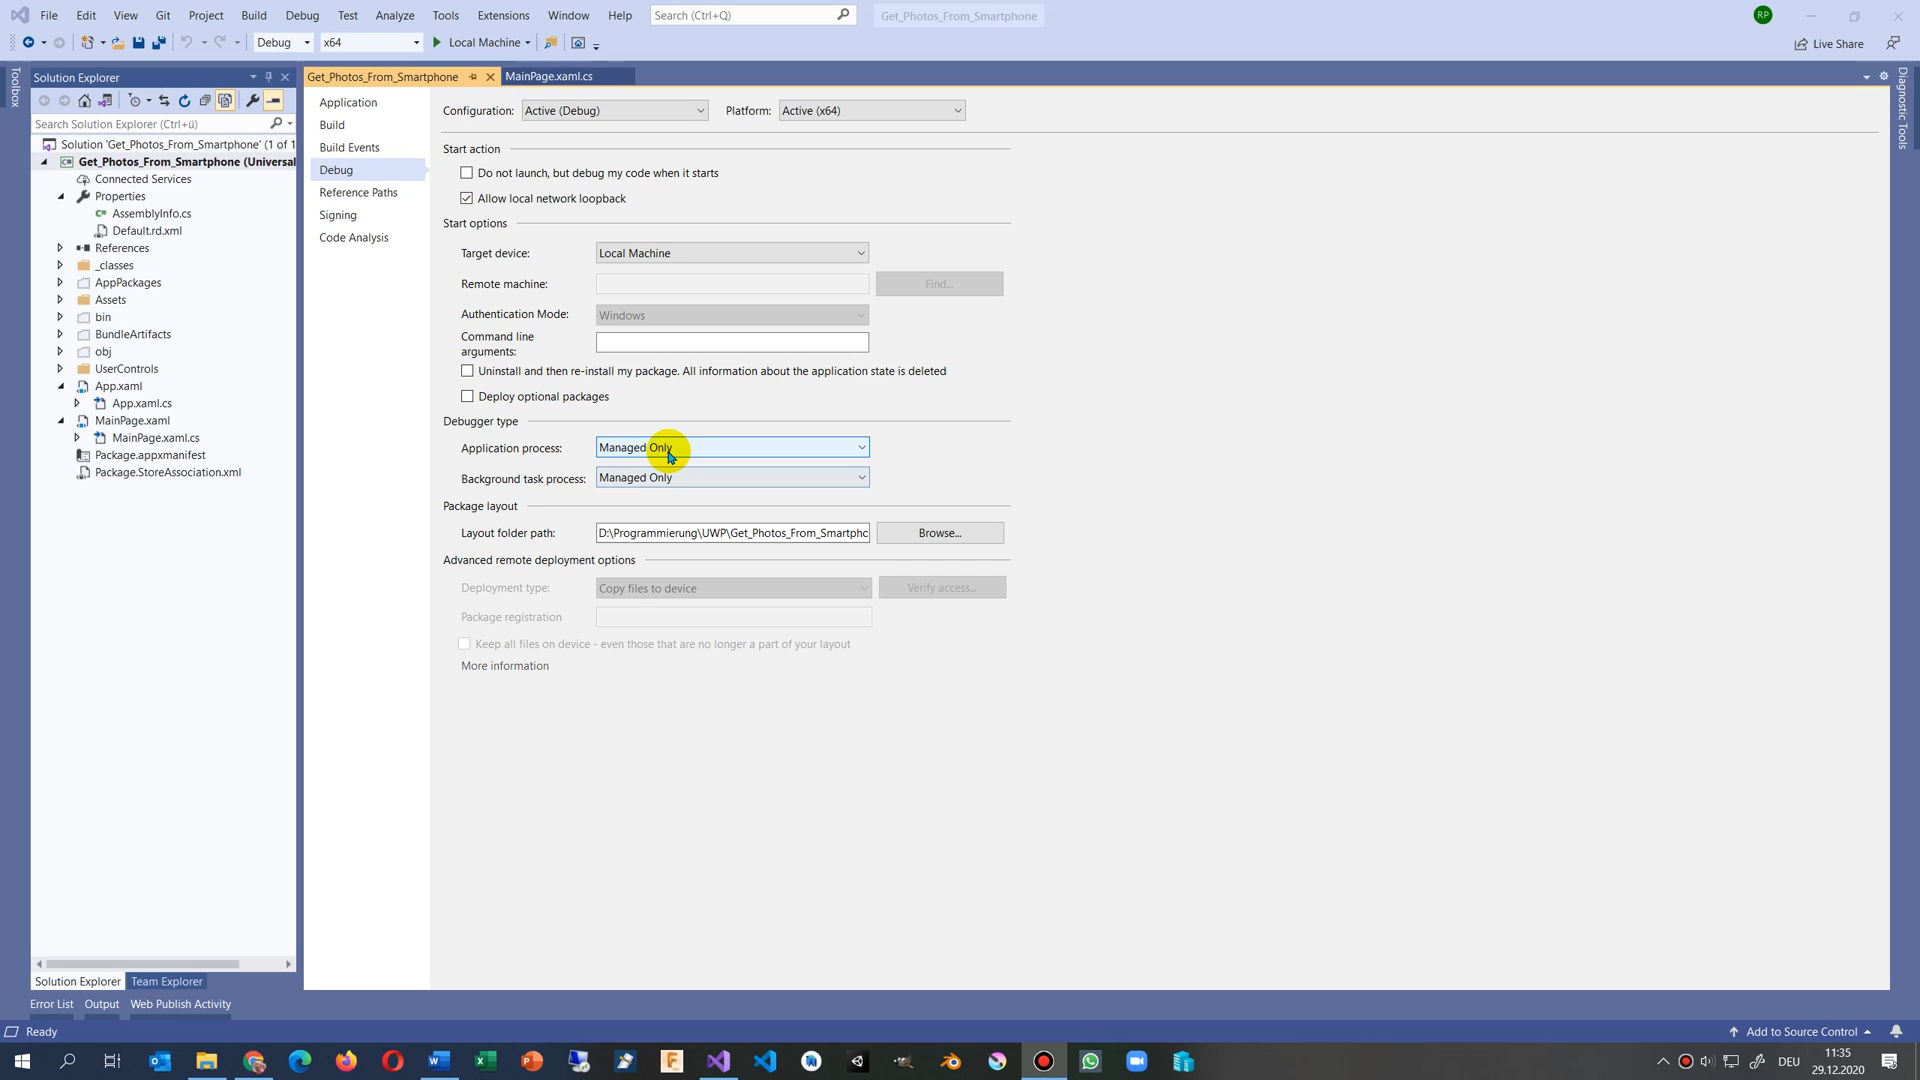 File Edit View Git Project Build Debug Test Analyze Tools Extensions Window Help Search (Ctrl+Q) Get_Photos_From_Smartphone RP
Debug x64 Local Machine Live Share
Toolbox
Solution Explorer
Search Solution Explorer (Ctrl+ü)
Solution 'Get_Photos_From_Smartphone' (1 of 1
Get_Photos_From_Smartphone (Universal
Connected Services
Properties
AssemblyInfo.cs
Default.rd.xml
References
_classes
AppPackages
Assets
bin
BundleArtifacts
obj
UserControls
App.xaml
App.xaml.cs
MainPage.xaml
MainPage.xaml.cs
Package.appxmanifest
Package.StoreAssociation.xml
Solution Explorer Team Explorer
Get_Photos_From_Smartphone MainPage.xaml.cs
Application
Build
Build Events
Debug
Reference Paths
Signing
Code Analysis
Configuration: Active (Debug) Platform: Active (x64)
Start action
Do not launch, but debug my code when it starts
Allow local network loopback
Start options
Target device: Local Machine
Remote machine: Find...
Authentication Mode: Windows
Command line
arguments:
Uninstall and then re-install my package. All information about the application state is deleted
Deploy optional packages
Debugger type
Application process: Managed Only
Background task process: Managed Only
Package layout
Layout folder path: D:\Programmierung\UWP\Get_Photos_From_Smartphc Browse...
Advanced remote deployment options
Deployment type: Copy files to device Verify access...
Package registration
Keep all files on device - even those that are no longer a part of your layout
More information
Diagnostic Tools
Error List Output Web Publish Activity
Ready Add to Source Control
DEU 11:35
29.12.2020